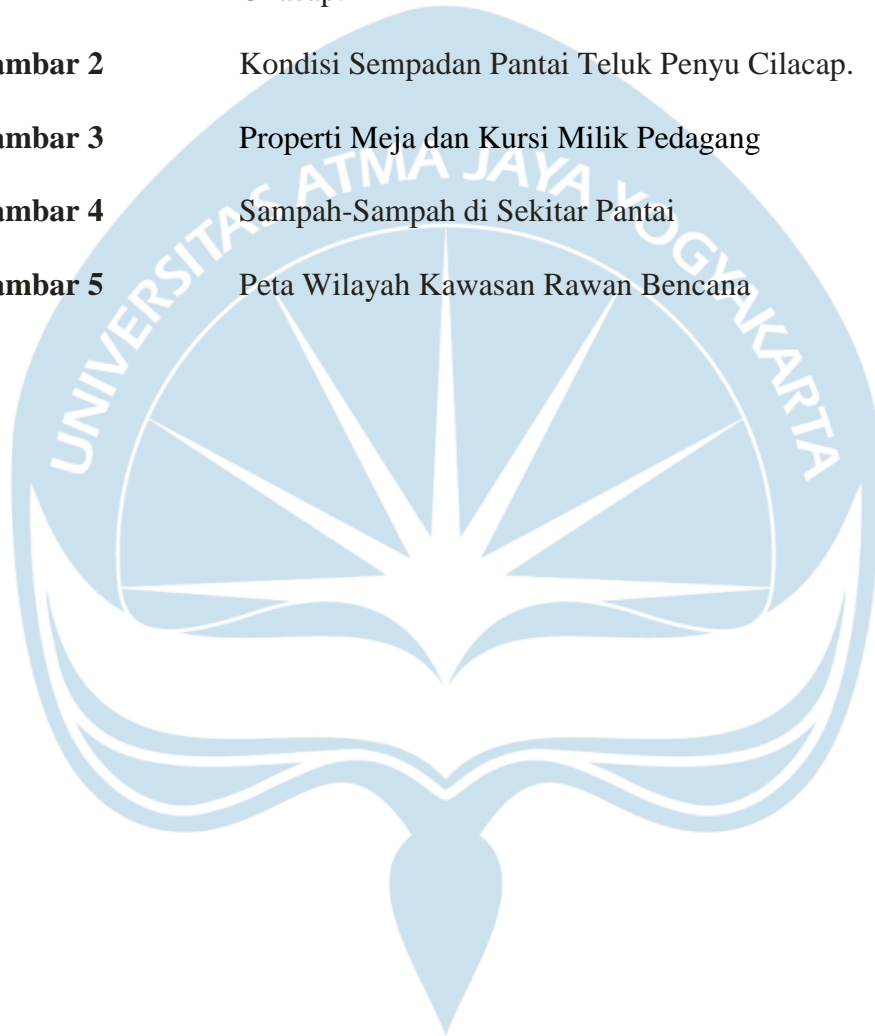 ambar 2 Kondisi Sempadan Pantai Teluk Penyu Cilacap.
ambar 3 Properti Meja dan Kursi Milik Pedagang
ambar 4 Sampah-Sampah di Sekitar Pantai
ambar 5 Peta Wilayah Kawasan Rawan Bencana
UNIVERSITAS ATMA JAYA YOGYAKARTA